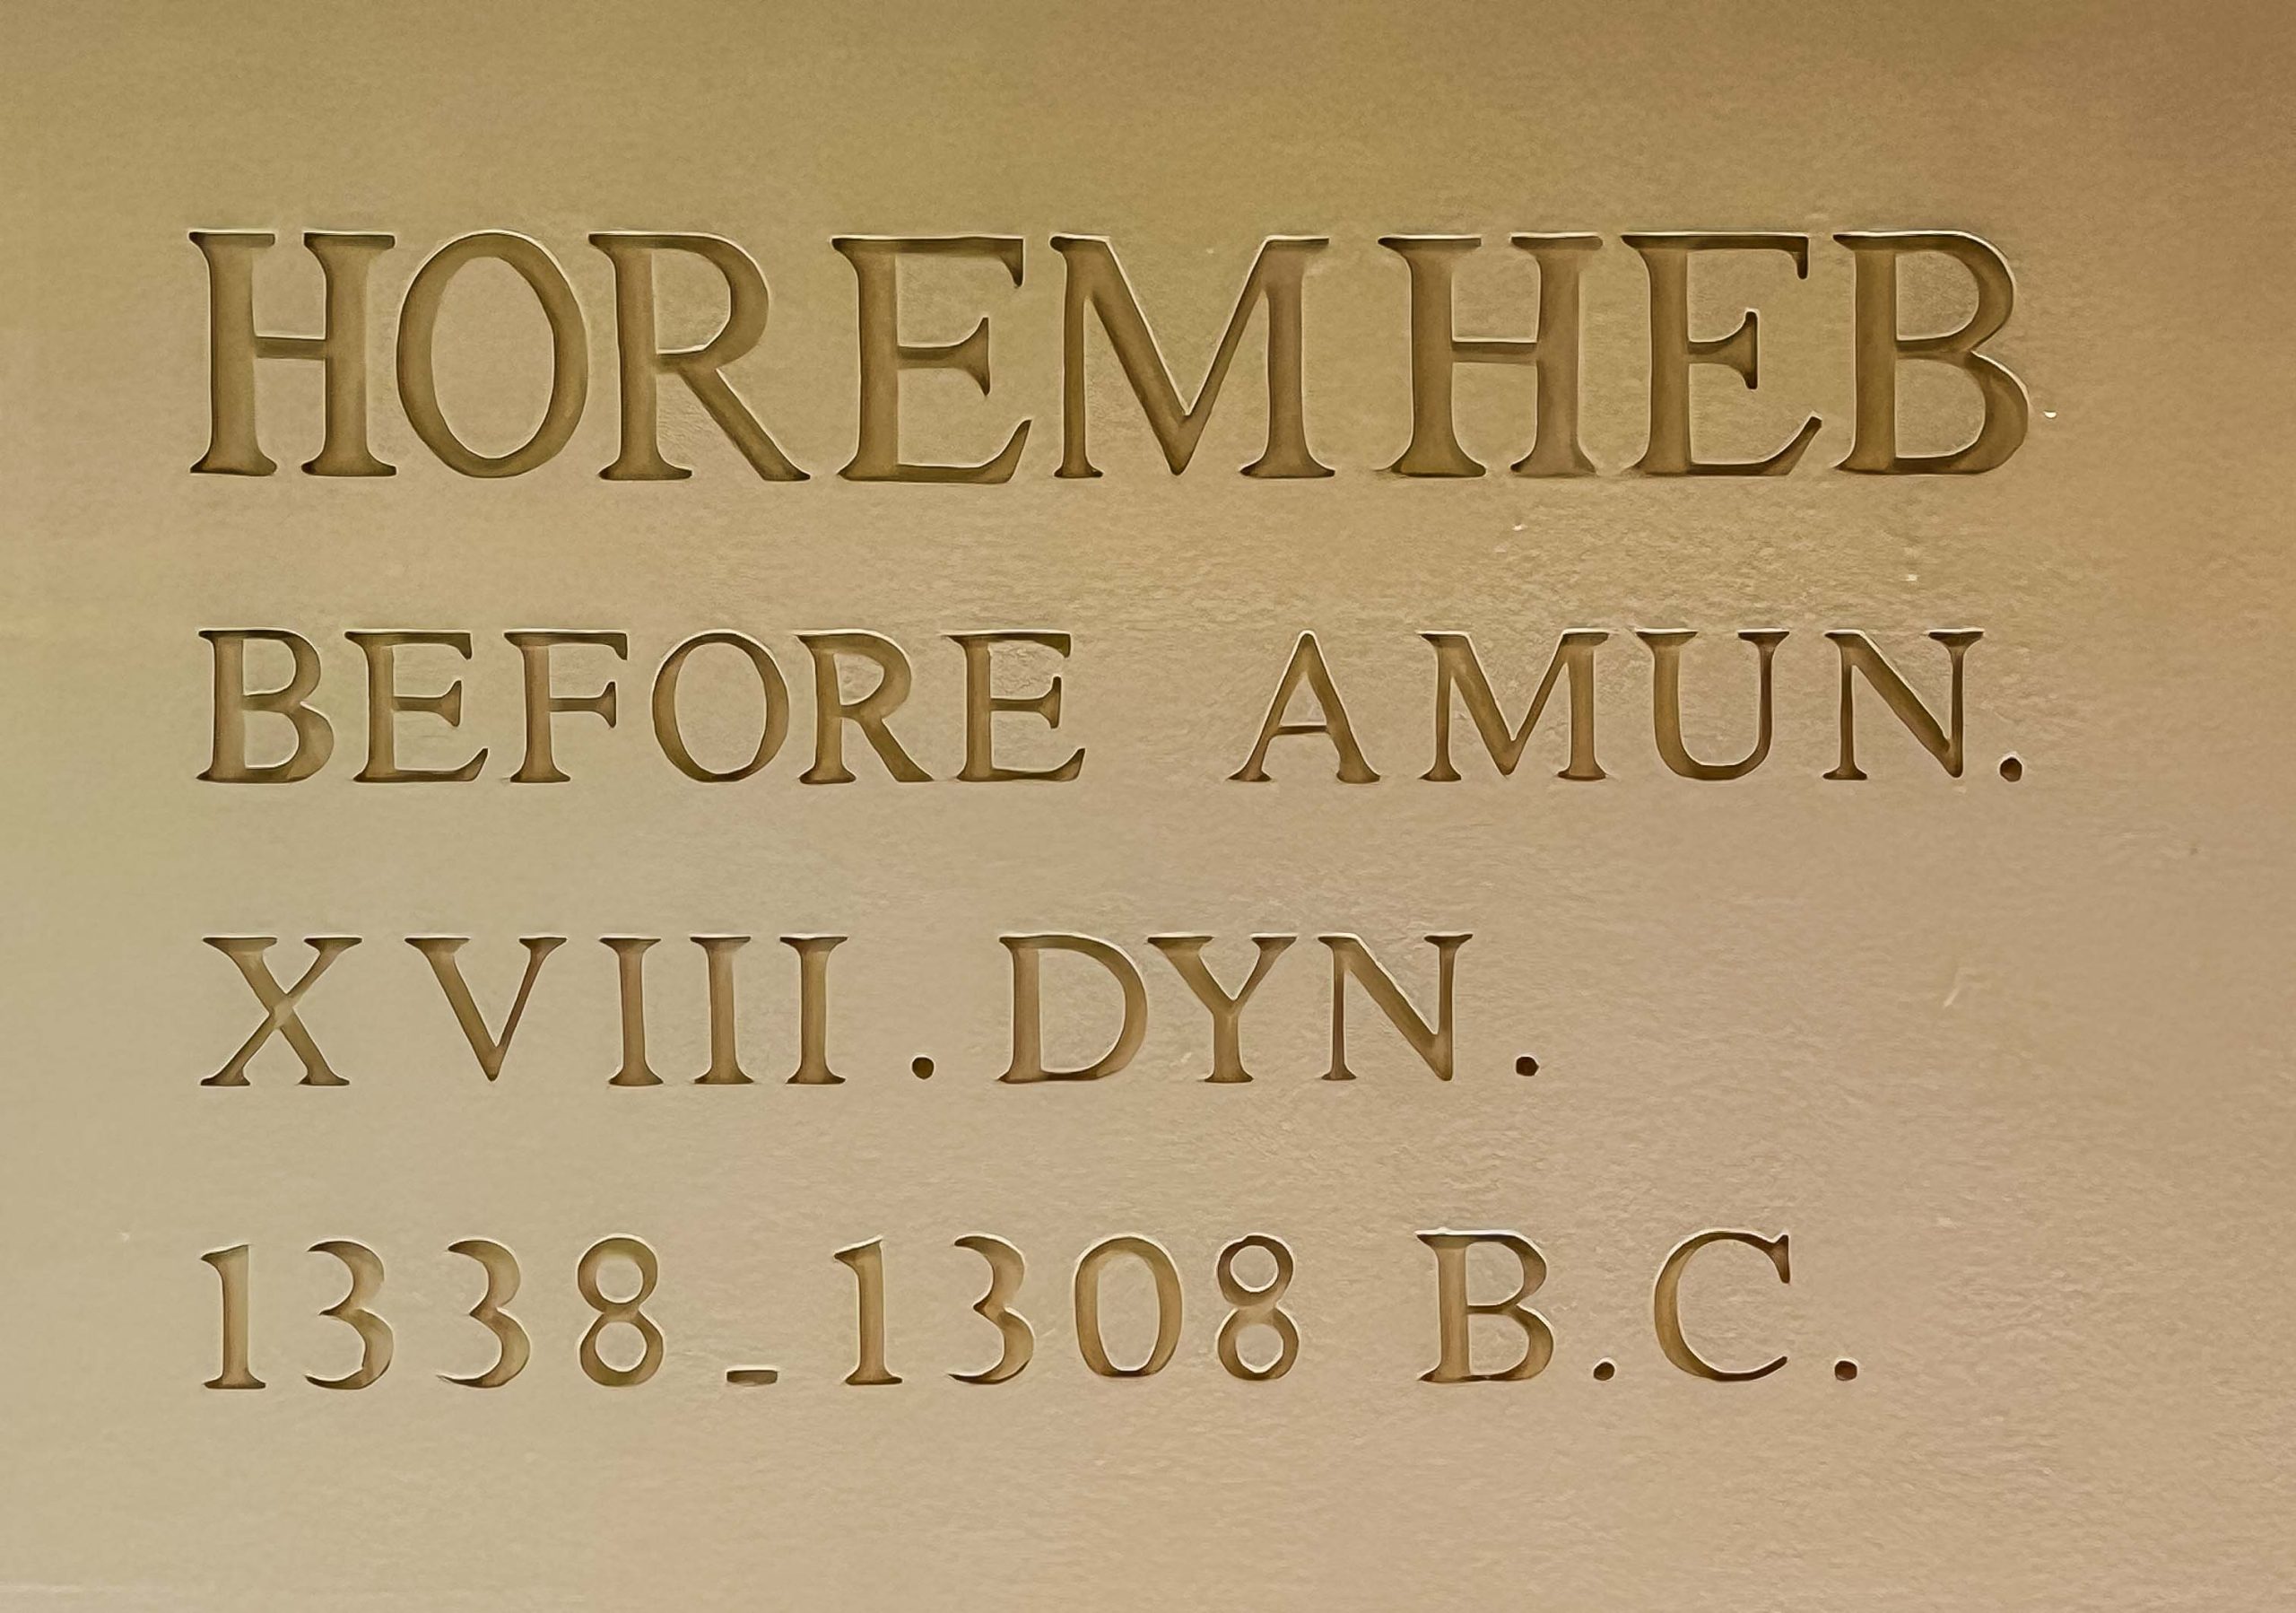 HOREMHEB
BEFORE AMUN.
XVIII. DYN.
1338_1308 B.C.